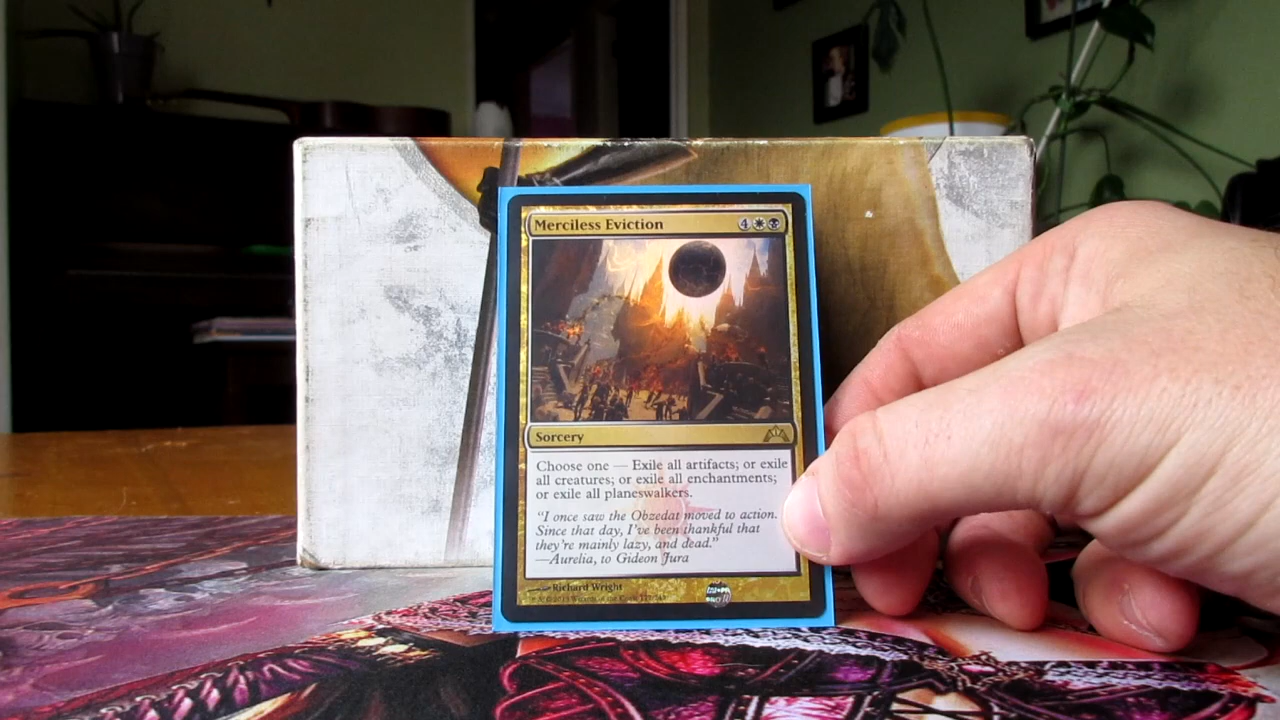 Merciless Eviction 4
Sorcery
Choose one — Exile all artifacts; or exile
all creatures; or exile all enchantments;
or exile all planeswalkers.
“I once saw the Obzedat moved to action.
Since that day, I’ve been thankful that
they’re mainly lazy, and dead.”
—Aurelia, to Gideon Jura
Richard Wright